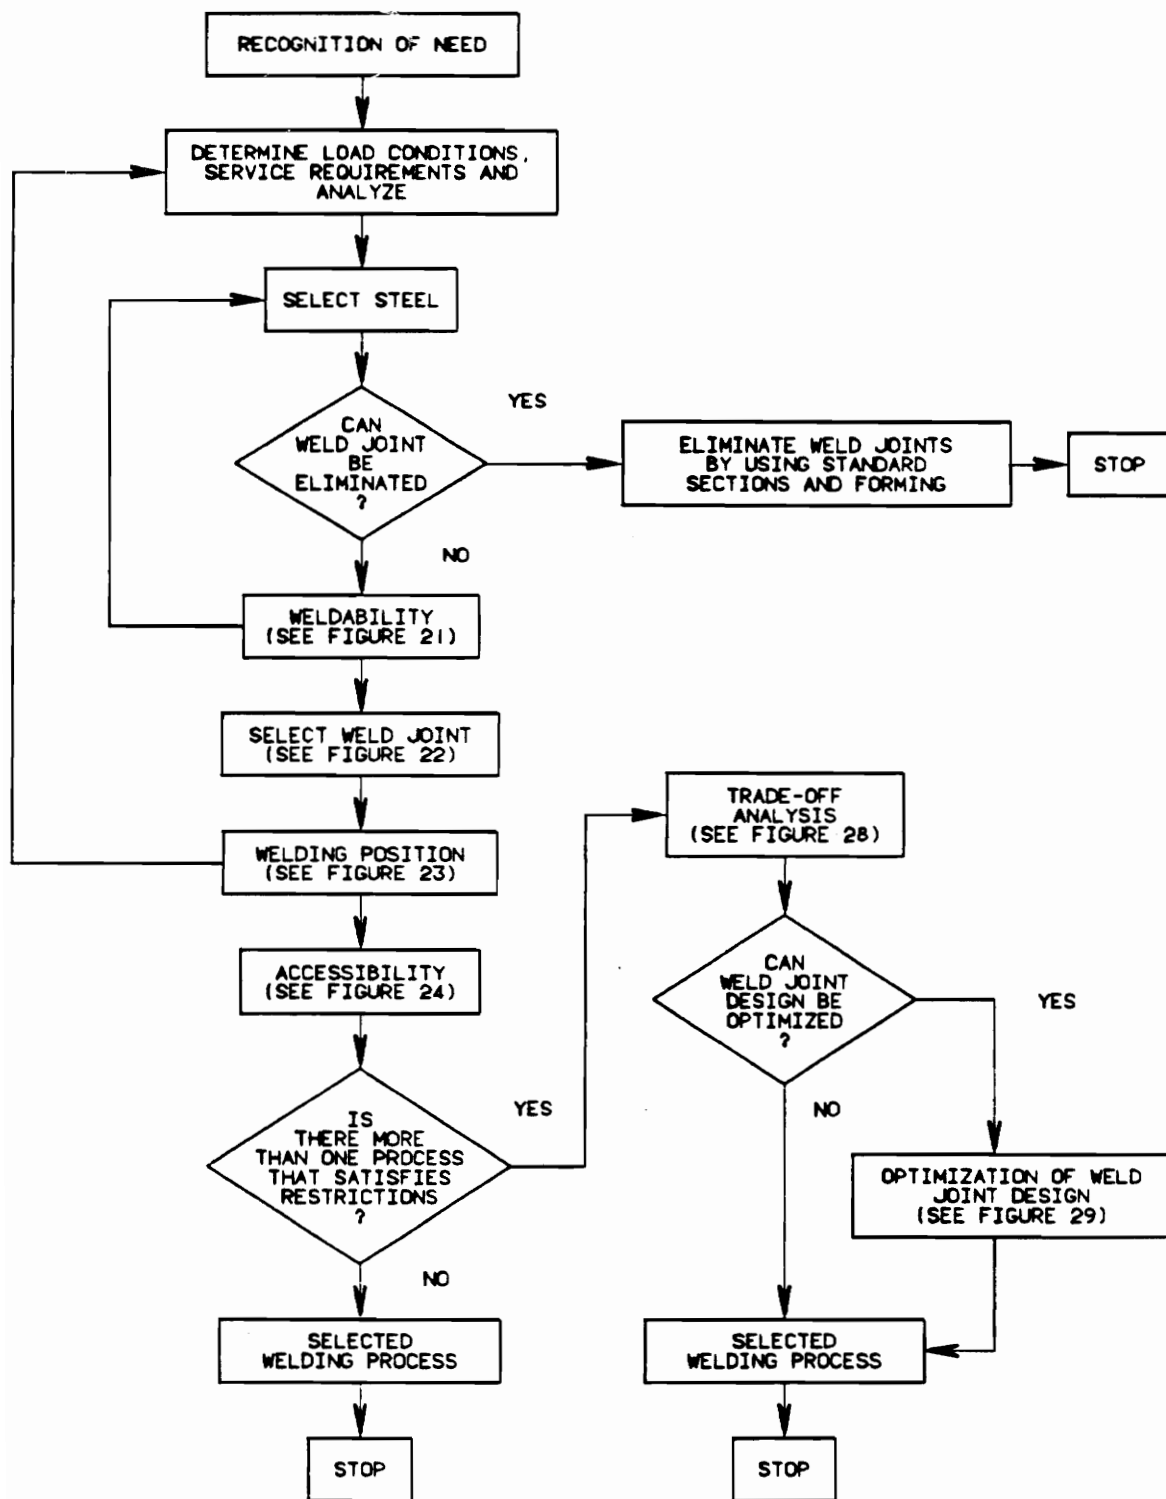 RECOGNITION OF NEED
DETERMINE LOAD CONDITIONS,
SERVICE REQUIREMENTS AND
ANALYZE
SELECT STEEL
CAN
WELD JOINT
BE
ELIMINATED
?
YES
ELIMINATE WELD JOINTS
BY USING STANDARD
SECTIONS AND FORMING
STOP
NO
WELDABILITY
(SEE FIGURE 21)
SELECT WELD JOINT
(SEE FIGURE 22)
WELDING POSITION
(SEE FIGURE 23)
ACCESSIBILITY
(SEE FIGURE 24)
IS
THERE MORE
THAN ONE PROCESS
THAT SATISFIES
RESTRICTIONS
?
YES
NO
SELECTED
WELDING PROCESS
STOP
TRADE-OFF
ANALYSIS
(SEE FIGURE 28)
CAN
WELD JOINT
DESIGN BE
OPTIMIZED
?
YES
NO
OPTIMIZATION OF WELD
JOINT DESIGN
(SEE FIGURE 29)
SELECTED
WELDING PROCESS
STOP